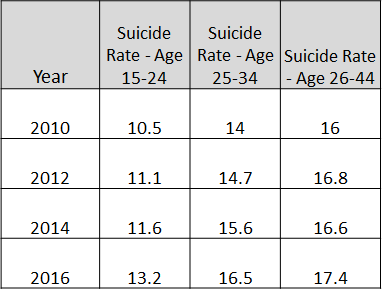 Year Suicide Rate - Age 15-24 Suicide Rate - Age 25-34 Suicide Rate - Age 26-44
2010 10.5 14 16
2012 11.1 14.7 16.8
2014 11.6 15.6 16.6
2016 13.2 16.5 17.4